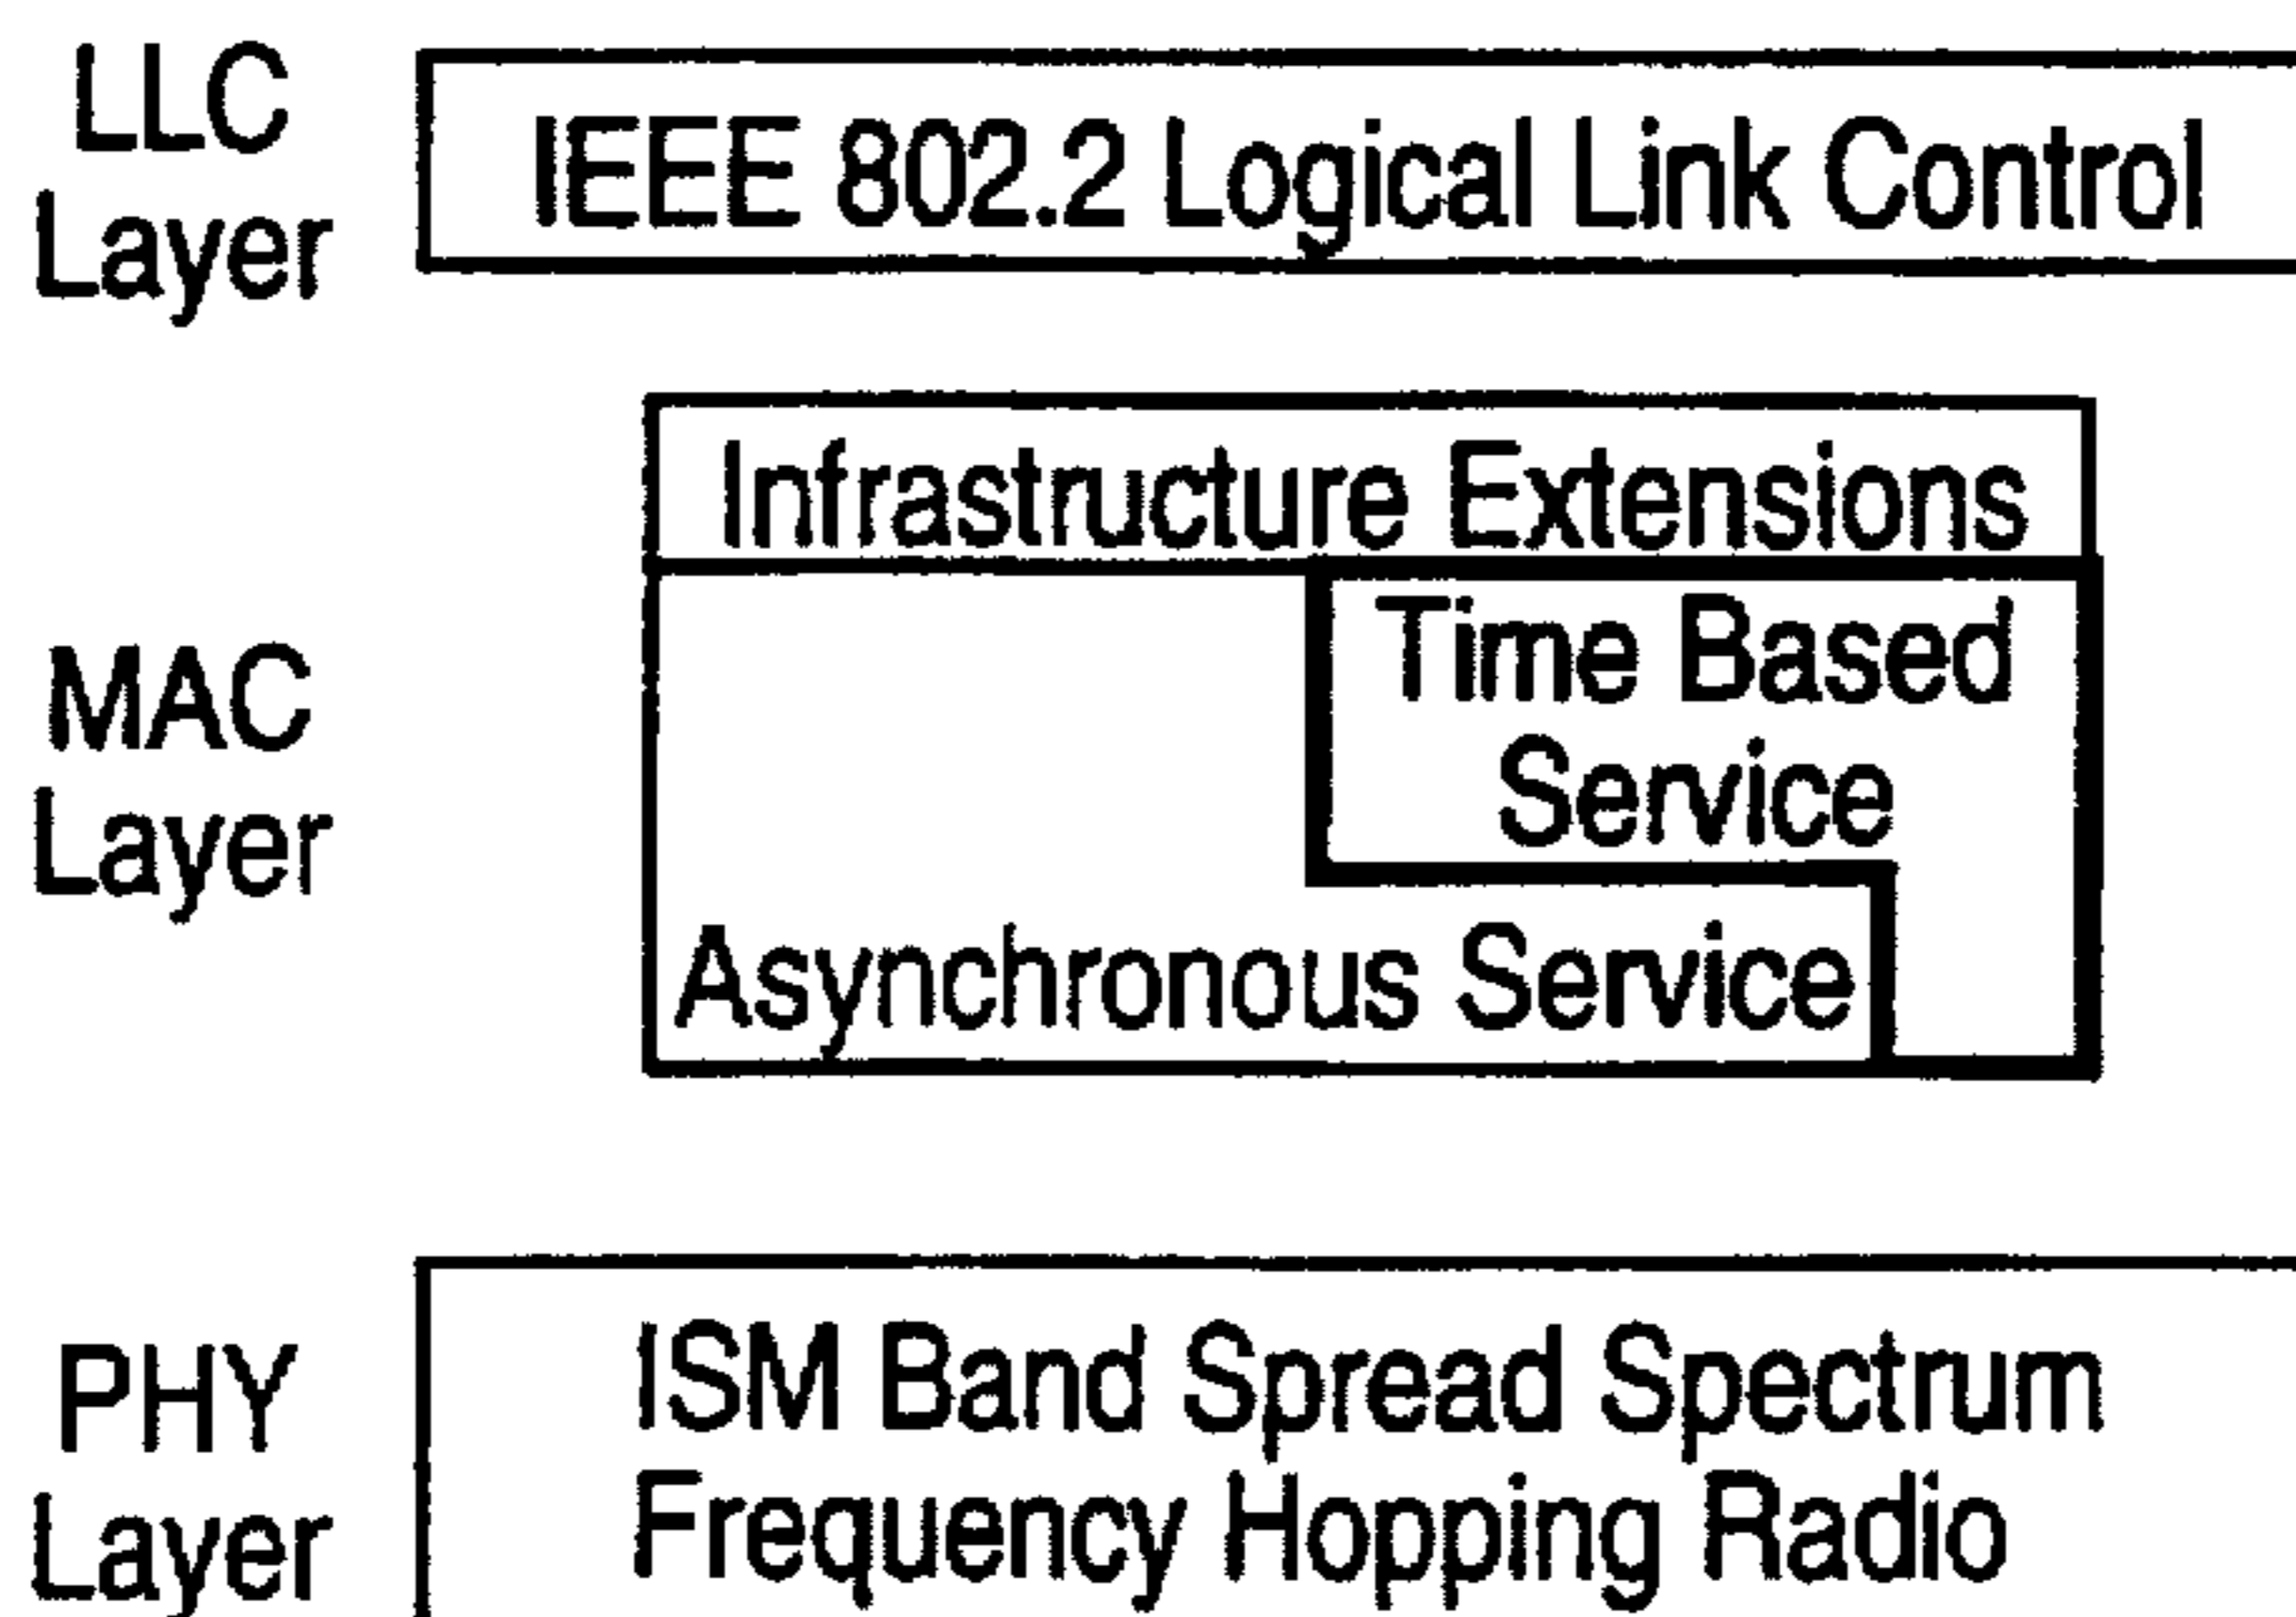 LLC
Layer
IEEE 802.2 Logical Link Control
Infrastructure Extensions
MAC
Layer
Time Based
Service
Asynchronous Service
PHY
Layer
ISM Band Spread Spectrum
Frequency Hopping Radio